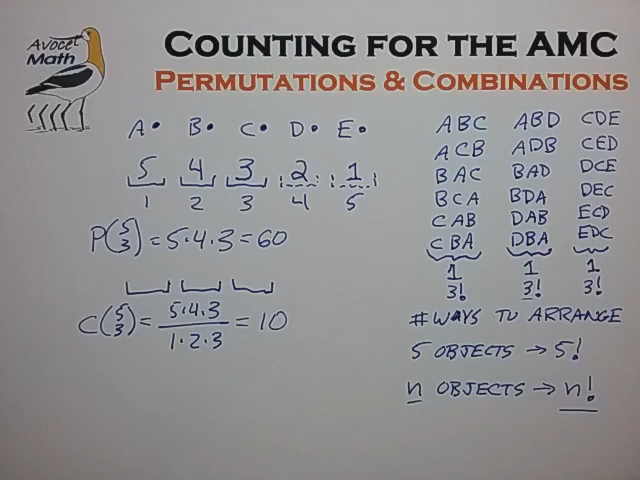 Avocet
Math
COUNTING FOR THE AMC
PERMUTATIONS & COMBINATIONS
A• B• C• D• E•
5 4 3 2 1
1 2 3 4 5
P(5 3) = 5·4·3 = 60
C(5 3) = 5·4·3 / 1·2·3 = 10
ABC ABD CDE
ACB ADB CED
BAC BAD DCE
BCA BDA DEC
CAB DAB ECD
CBA DBA EDC
1 1 1
3! 3! 3!
# WAYS TO ARRANGE
5 OBJECTS → 5!
n OBJECTS → n!